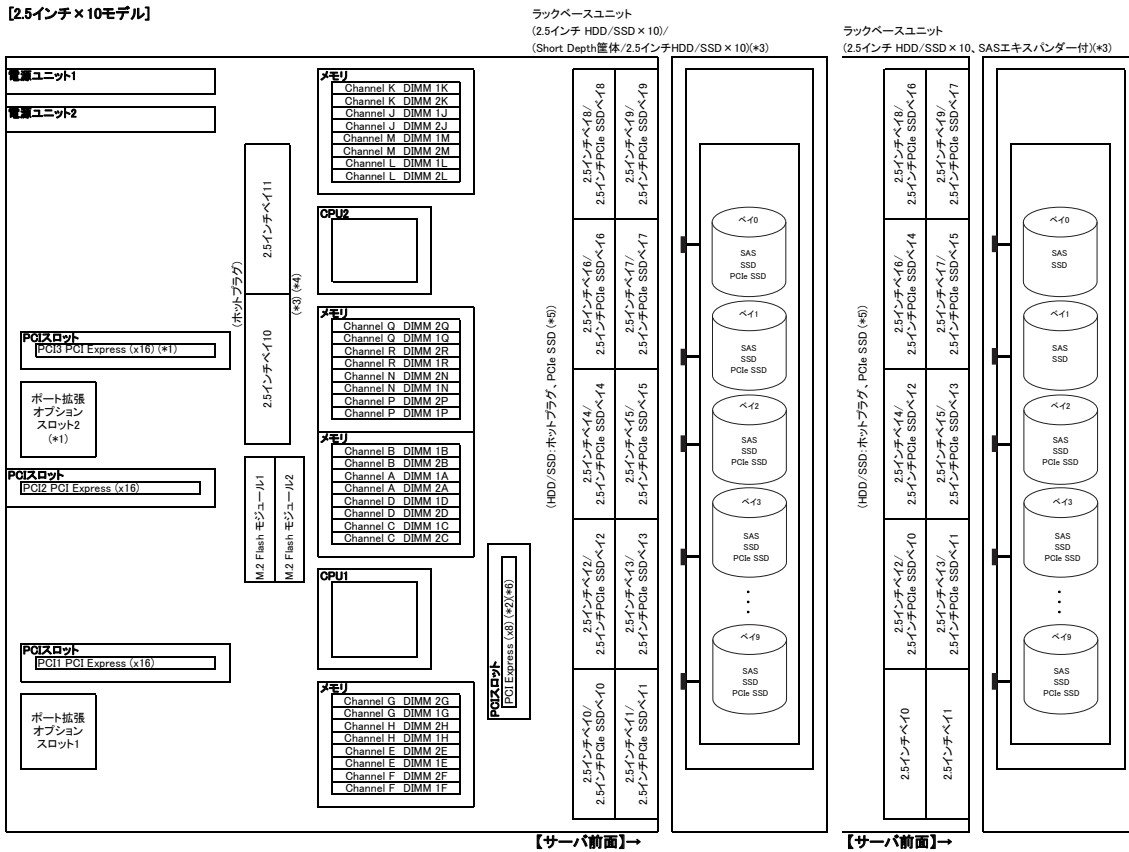 [2.5インチ×10モデル]
ラックベースユニット
(2.5インチ HDD/SSD×10)/
(Short Depth筐体/2.5インチHDD/SSD×10)(*3)
ラックベースユニット
(2.5インチ HDD/SSD×10、SASエキスパンダー付)(*3)
電源ユニット1
電源ユニット2
PCIスロット
PCI3 PCI Express (x16) (*1)
ポート拡張
オプション
スロット2
(*1)
PCIスロット
PCI2 PCI Express (x16)
PCIスロット
PCI1 PCI Express (x16)
ポート拡張
オプション
スロット1
(ホットプラグ)
2.5インチベイ11
2.5インチベイ10
(*3) (*4)
M.2 Flash モジュール1
M.2 Flash モジュール2
メモリ
Channel K DIMM 1K
Channel K DIMM 2K
Channel J DIMM 1J
Channel J DIMM 2J
Channel M DIMM 1M
Channel M DIMM 2M
Channel L DIMM 1L
Channel L DIMM 2L
CPU2
メモリ
Channel Q DIMM 2Q
Channel Q DIMM 1Q
Channel R DIMM 2R
Channel R DIMM 1R
Channel N DIMM 2N
Channel N DIMM 1N
Channel P DIMM 2P
Channel P DIMM 1P
メモリ
Channel B DIMM 1B
Channel B DIMM 2B
Channel A DIMM 1A
Channel A DIMM 2A
Channel D DIMM 1D
Channel D DIMM 2D
Channel C DIMM 1C
Channel C DIMM 2C
CPU1
メモリ
Channel G DIMM 2G
Channel G DIMM 1G
Channel H DIMM 2H
Channel H DIMM 1H
Channel E DIMM 2E
Channel E DIMM 1E
Channel F DIMM 2F
Channel F DIMM 1F
PCIスロット
PCI Express (x8) (*2)(*6)
(HDD/SSD:ホットプラグ、PCIe SSD (*5))
2.5インチベイ8/
2.5インチPCIe SSDベイ8
2.5インチベイ9/
2.5インチPCIe SSDベイ9
2.5インチベイ6/
2.5インチPCIe SSDベイ6
2.5インチベイ7/
2.5インチPCIe SSDベイ7
2.5インチベイ4/
2.5インチPCIe SSDベイ4
2.5インチベイ5/
2.5インチPCIe SSDベイ5
2.5インチベイ2/
2.5インチPCIe SSDベイ2
2.5インチベイ3/
2.5インチPCIe SSDベイ3
2.5インチベイ0/
2.5インチPCIe SSDベイ0
2.5インチベイ1/
2.5インチPCIe SSDベイ1
ベイ0
SAS
SSD
PCIe SSD
ベイ1
SAS
SSD
PCIe SSD
ベイ2
SAS
SSD
PCIe SSD
ベイ3
SAS
SSD
PCIe SSD
ベイ9
SAS
SSD
PCIe SSD
【サーバ前面】→
(HDD/SSD:ホットプラグ、PCIe SSD (*5))
2.5インチベイ8/
2.5インチPCIe SSDベイ6
2.5インチベイ9/
2.5インチPCIe SSDベイ7
2.5インチベイ6/
2.5インチPCIe SSDベイ4
2.5インチベイ7/
2.5インチPCIe SSDベイ5
2.5インチベイ4/
2.5インチPCIe SSDベイ2
2.5インチベイ5/
2.5インチPCIe SSDベイ3
2.5インチベイ2/
2.5インチPCIe SSDベイ0
2.5インチベイ3/
2.5インチPCIe SSDベイ1
2.5インチベイ0
2.5インチベイ1
ベイ0
SAS
SSD
ベイ1
SAS
SSD
ベイ2
SAS
SSD
PCIe SSD
ベイ3
SAS
SSD
PCIe SSD
ベイ9
SAS
SSD
PCIe SSD
【サーバ前面】→